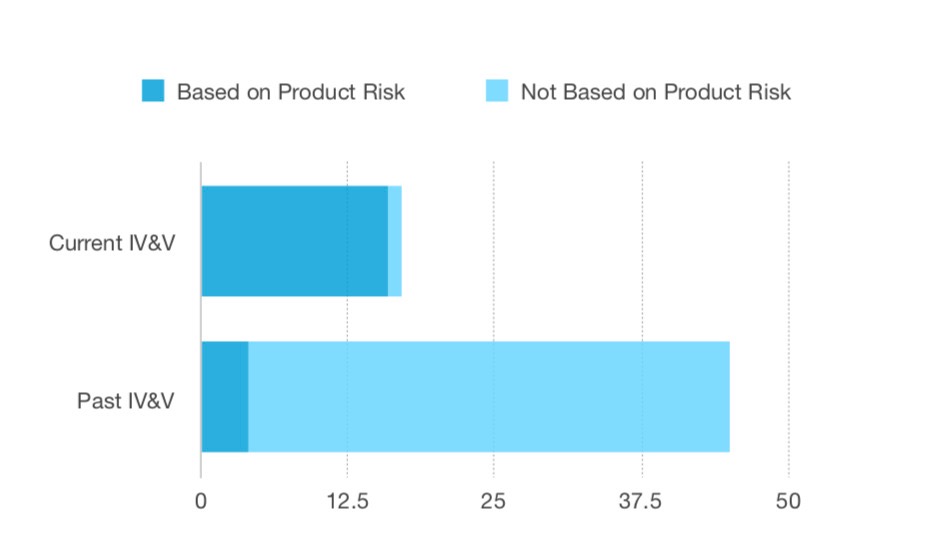 Based on Product Risk Not Based on Product Risk
Current IV&V
Past IV&V
0 12.5 25 37.5 50